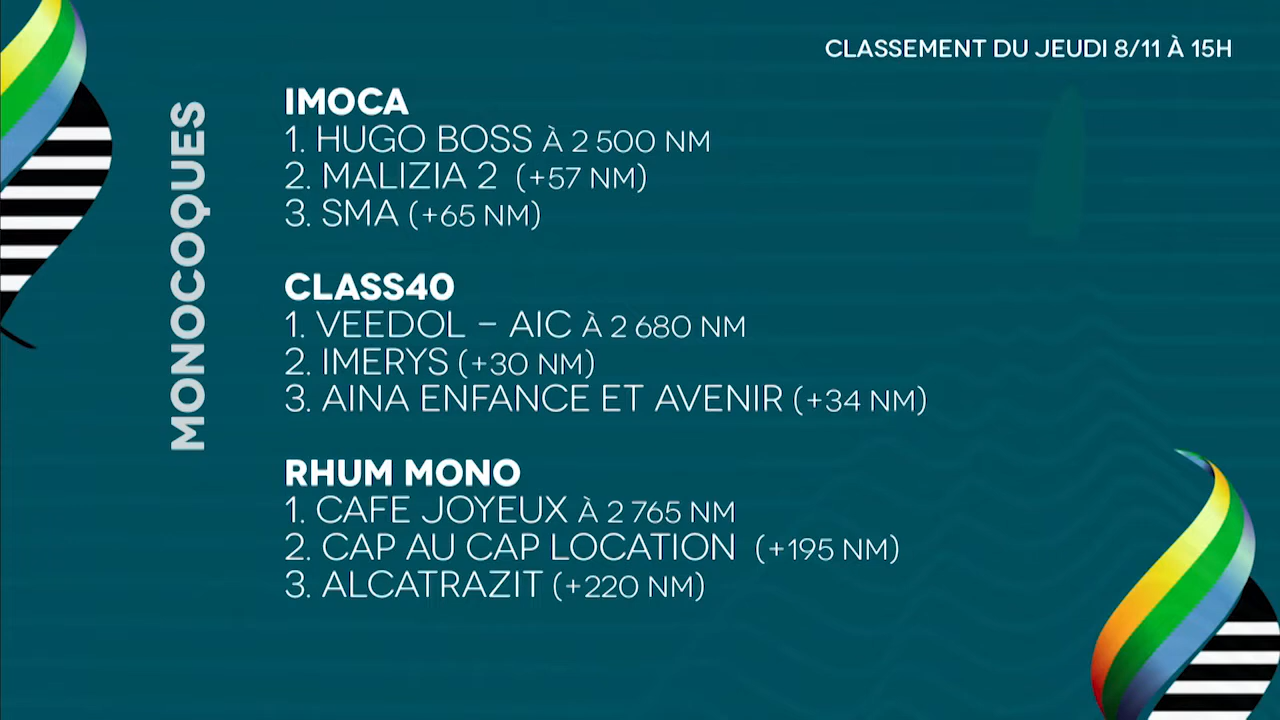 CLASSEMENT DU JEUDI 8/11 À 15H
MONOCOQUES
IMOCA
1. HUGO BOSS À 2 500 NM
2. MALIZIA 2 (+57 NM)
3. SMA (+65 NM)
CLASS40
1. VEEDOL – AIC À 2 680 NM
2. IMERYS (+30 NM)
3. AINA ENFANCE ET AVENIR (+34 NM)
RHUM MONO
1. CAFE JOYEUX À 2 765 NM
2. CAP AU CAP LOCATION (+195 NM)
3. ALCATRAZIT (+220 NM)